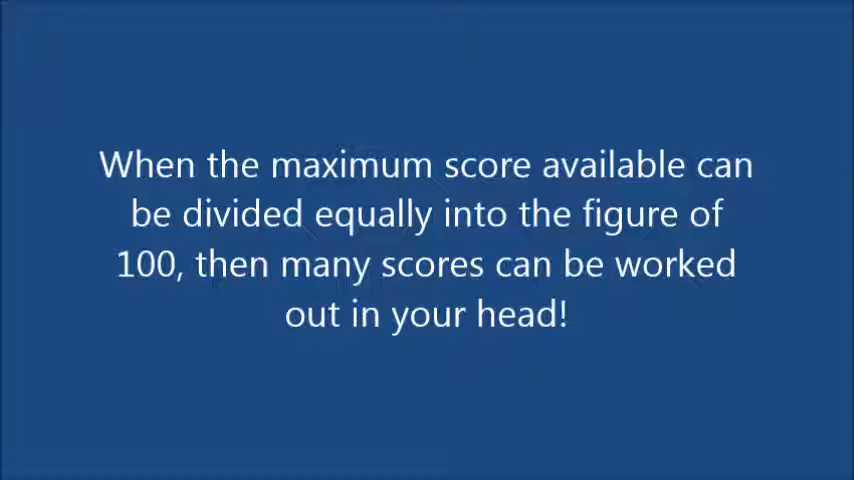 When the maximum score available can
be divided equally into the figure of
100, then many scores can be worked
out in your head!